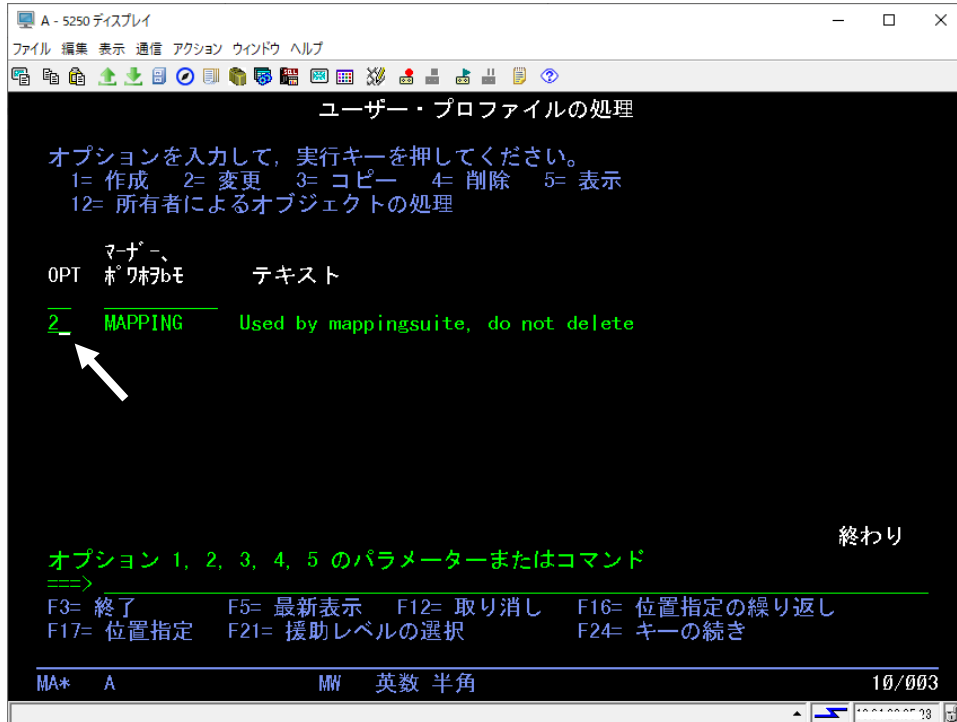 A - 5250 ディスプレイ
ファイル 編集 表示 通信 アクション ウィンドウ ヘルプ
ユーザー・プロファイルの処理
オプションを入力して, 実行キーを押してください。
1= 作成 2= 変更 3= コピー 4= 削除 5= 表示
12= 所有者によるオブジェクトの処理
ﾏｰｻﾞｰ､
OPT ﾎﾟﾜﾎｦbﾓ テキスト
2 MAPPING Used by mappingsuite, do not delete
終わり
オプション 1, 2, 3, 4, 5 のパラメーターまたはコマンド
===>
F3= 終了 F5= 最新表示 F12= 取り消し F16= 位置指定の繰り返し
F17= 位置指定 F21= 援助レベルの選択 F24= キーの続き
MA* A MW 英数 半角 10/003